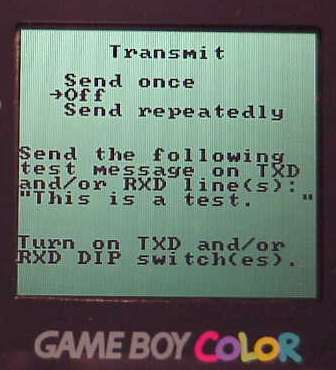 Transmit
Send once
→Off
Send repeatedly
Send the following
test message on TXD
and/or RXD line(s):
"This is a test.    "
Turn on TXD and/or
RXD DIP switch(es).
GAME BOY COLOR